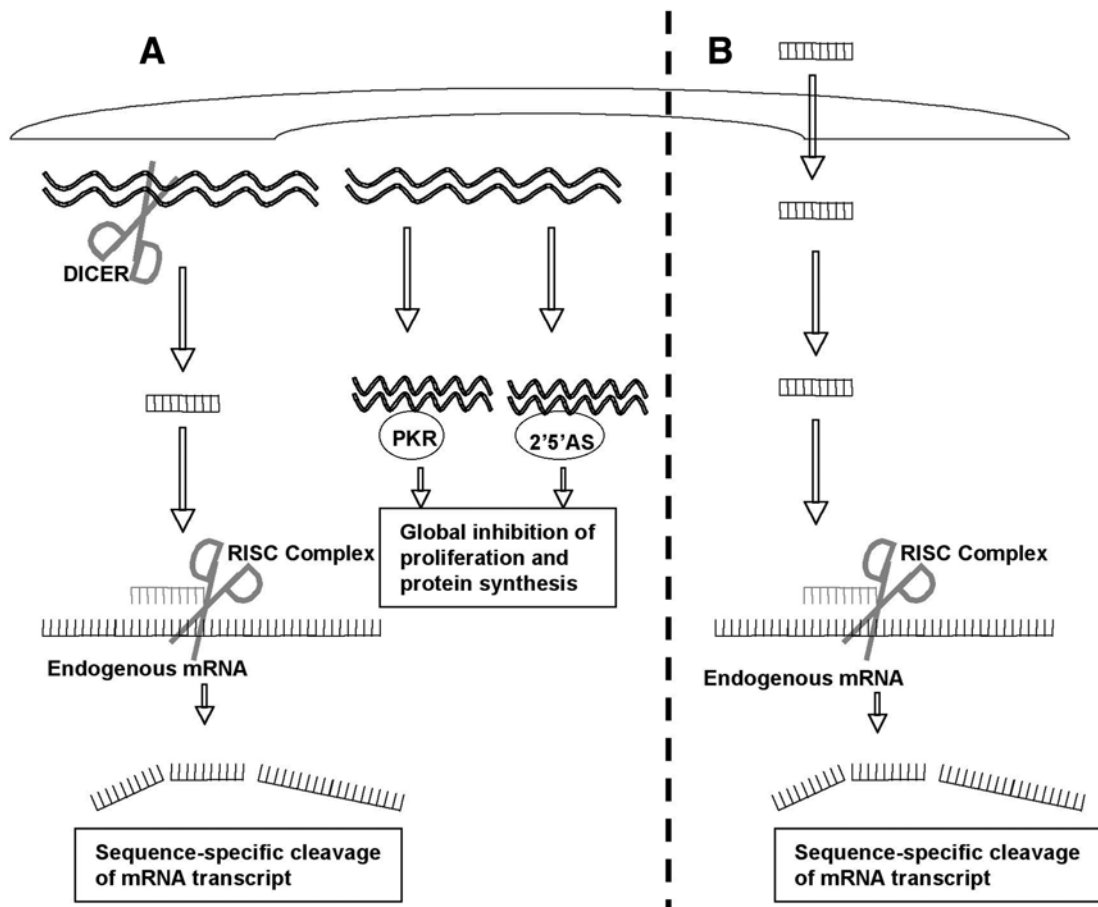 A
DICER
PKR
2'5'AS
Global inhibition of
proliferation and
protein synthesis
RISC Complex
Endogenous mRNA
Sequence-specific cleavage
of mRNA transcript
B
RISC Complex
Endogenous mRNA
Sequence-specific cleavage
of mRNA transcript